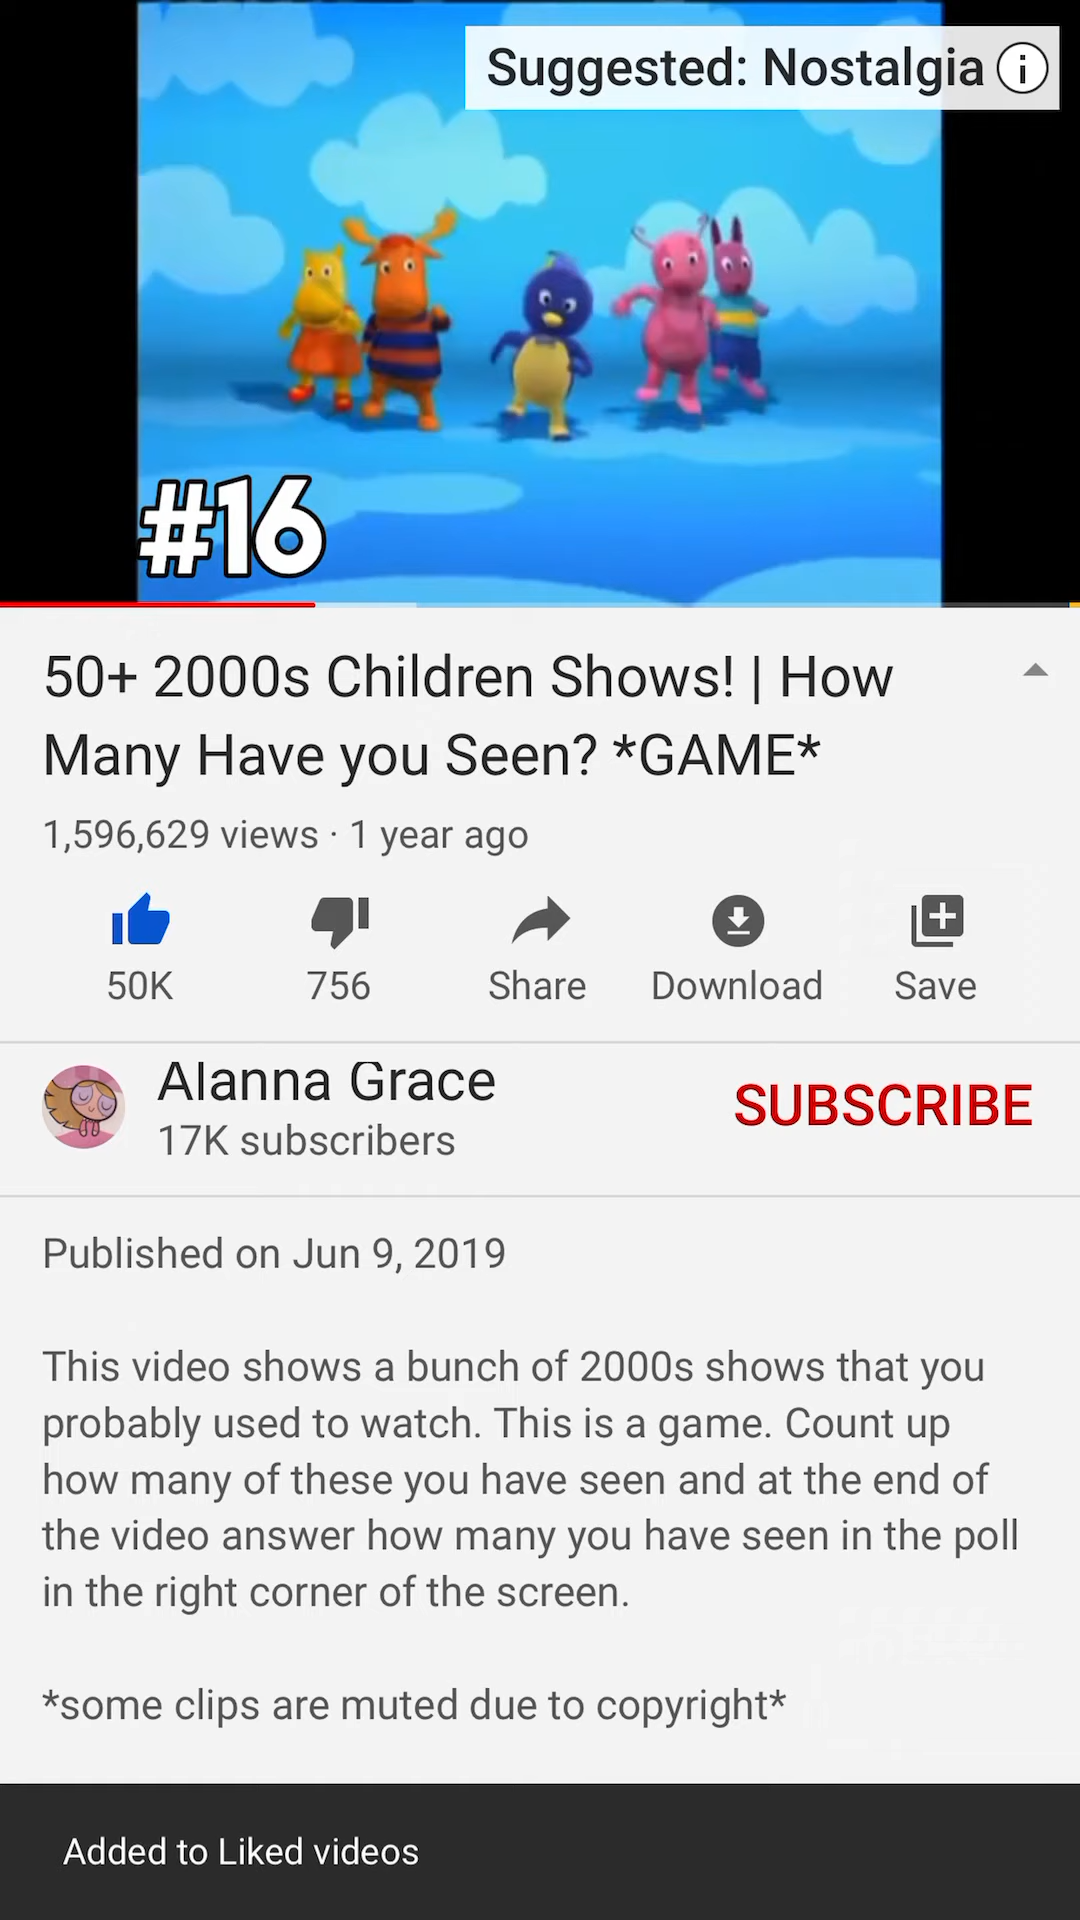 Suggested: Nostalgia
#16
50+ 2000s Children Shows! | How
Many Have you Seen? *GAME*
1,596,629 views · 1 year ago
50K
756
Share
Download
Save
Alanna Grace
17K subscribers
SUBSCRIBE
Published on Jun 9, 2019
This video shows a bunch of 2000s shows that you
probably used to watch. This is a game. Count up
how many of these you have seen and at the end of
the video answer how many you have seen in the poll
in the right corner of the screen.
*some clips are muted due to copyright*
Added to Liked videos